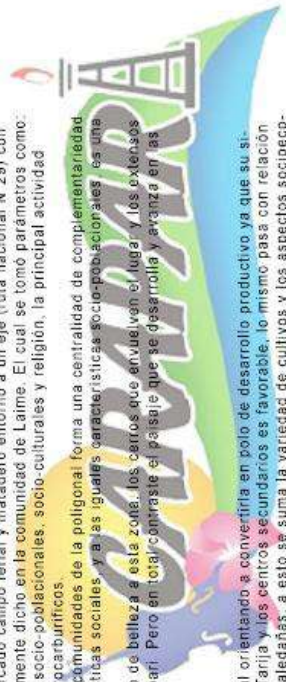 cado campo ferial y matadero entorno a un eje (ruta nacional N°29) con
mente dicho en la comunidad de Laime. El cual se tomó parámetros como:
socio-poblacionales, socio-culturales y religión, la principal actividad
ocarburiríficos.
comunidades de la poligonal forma una centralidad de complementariedad
ticas sociales, y a las iguales características socio-poblacionales, es una
de belleza a esta zona, los cerros que envuelven el lugar y los extensos
ari. Pero en total contraste el paisaje que se desarrolla y avanza en las
CARAPARÍ
l orientando a convertirla en polo de desarrollo productivo ya que su si-
Tarija y los centros secundarios es favorable, lo mismo pasa con relación
aledañas, a esto se suma la variedad de cultivos y los aspectos socioeco-